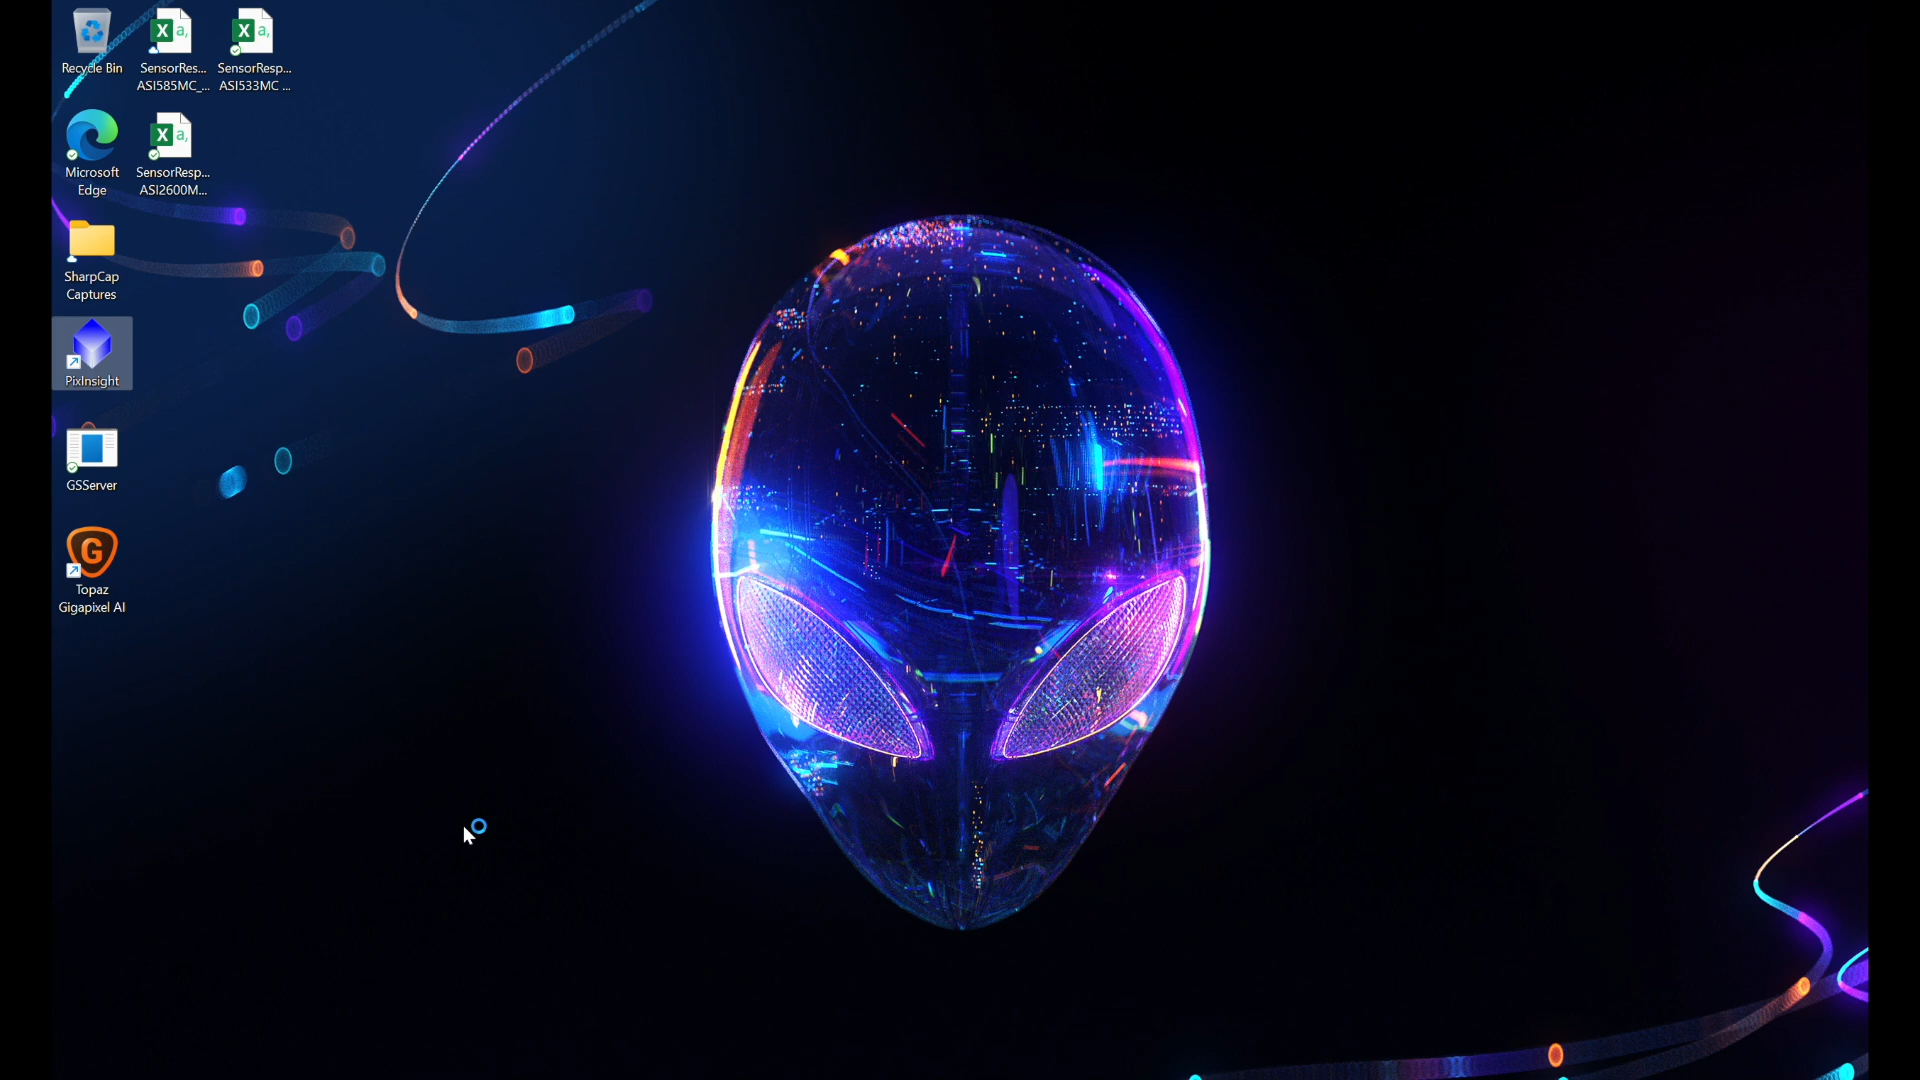 Recycle Bin
SensorRes...
ASI585MC_...
SensorResp...
ASI533MC ...
Microsoft
Edge
SensorResp...
ASI2600M...
SharpCap
Captures
PixInsight
GSServer
Topaz
Gigapixel AI